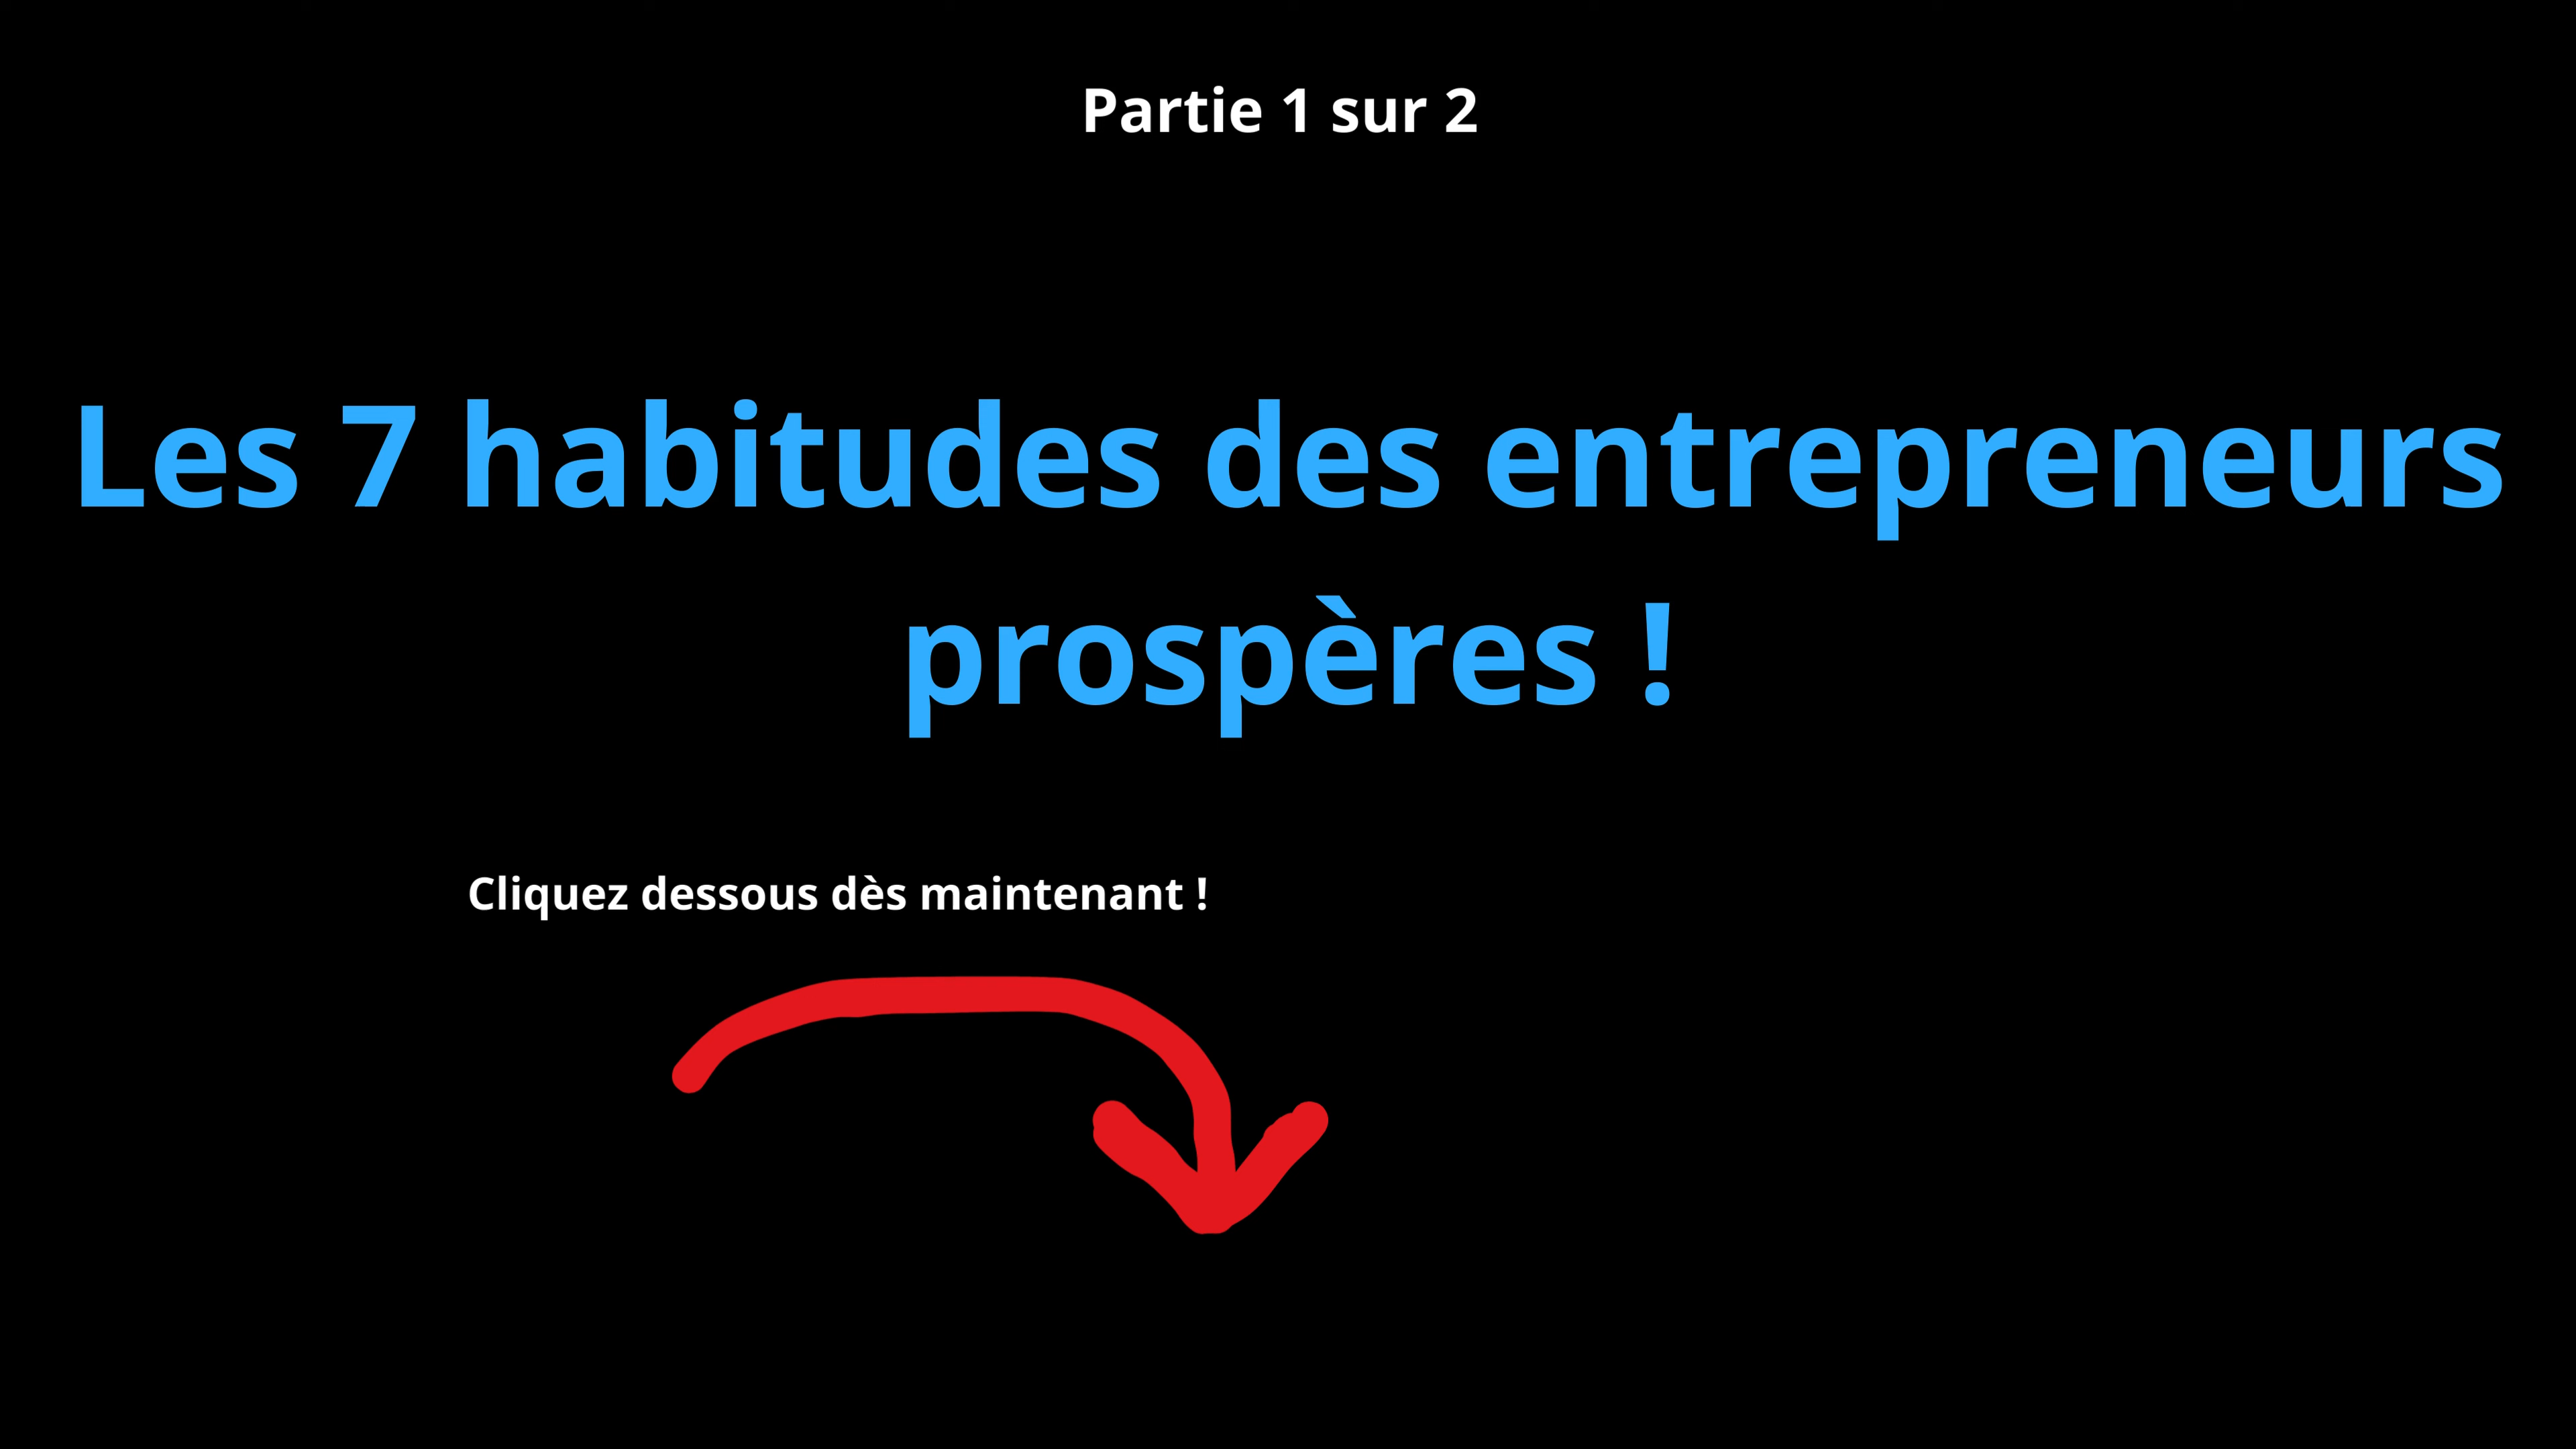 Partie 1 sur 2
Les 7 habitudes des entrepreneurs
prospères !
Cliquez dessous dès maintenant !